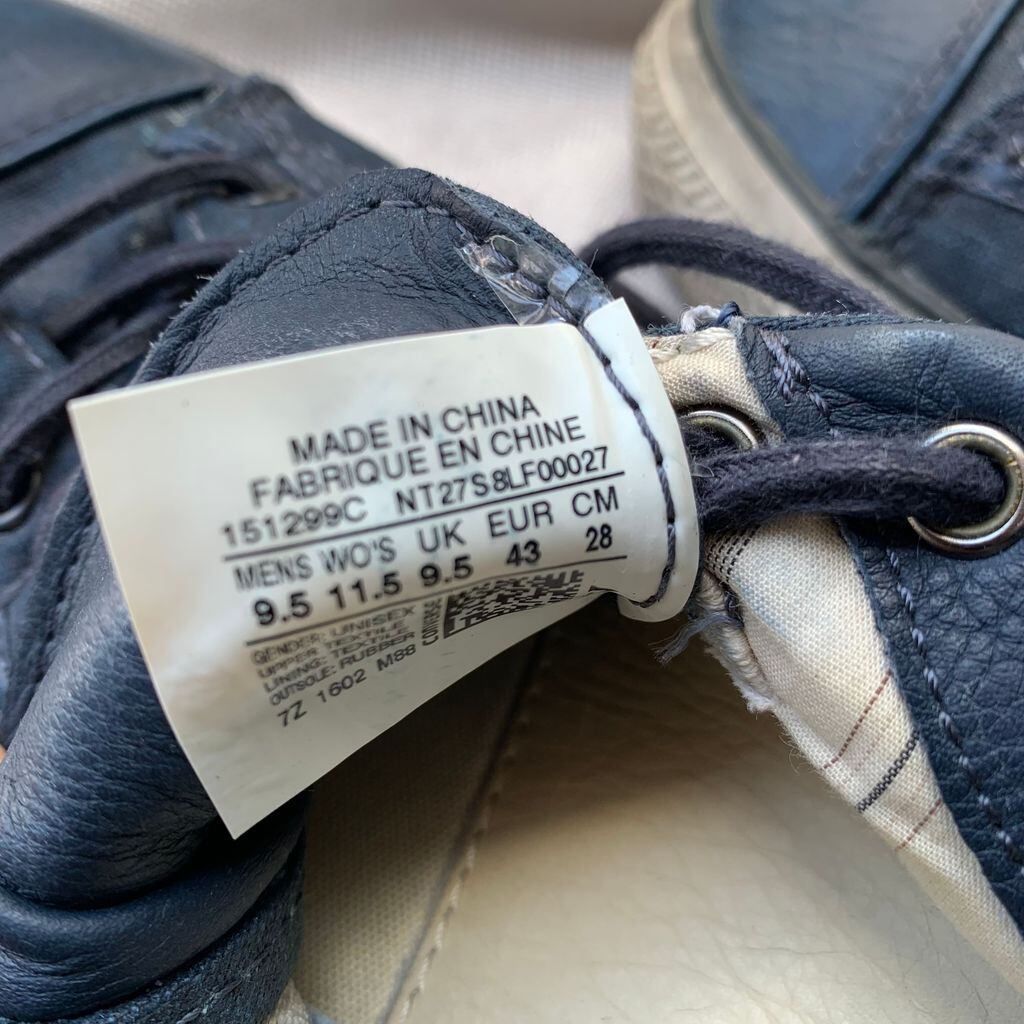 MADE IN CHINA
FABRIQUE EN CHINE
151299C NT27S8LF00027
MENS WO'S UK EUR CM
9.5 11.5 9.5 43 28
GENDER: UNISEX
UPPER: TEXTILE
LINING: TEXTILE
OUTSOLE: RUBBER
7Z 1602 M88 CONVERSE